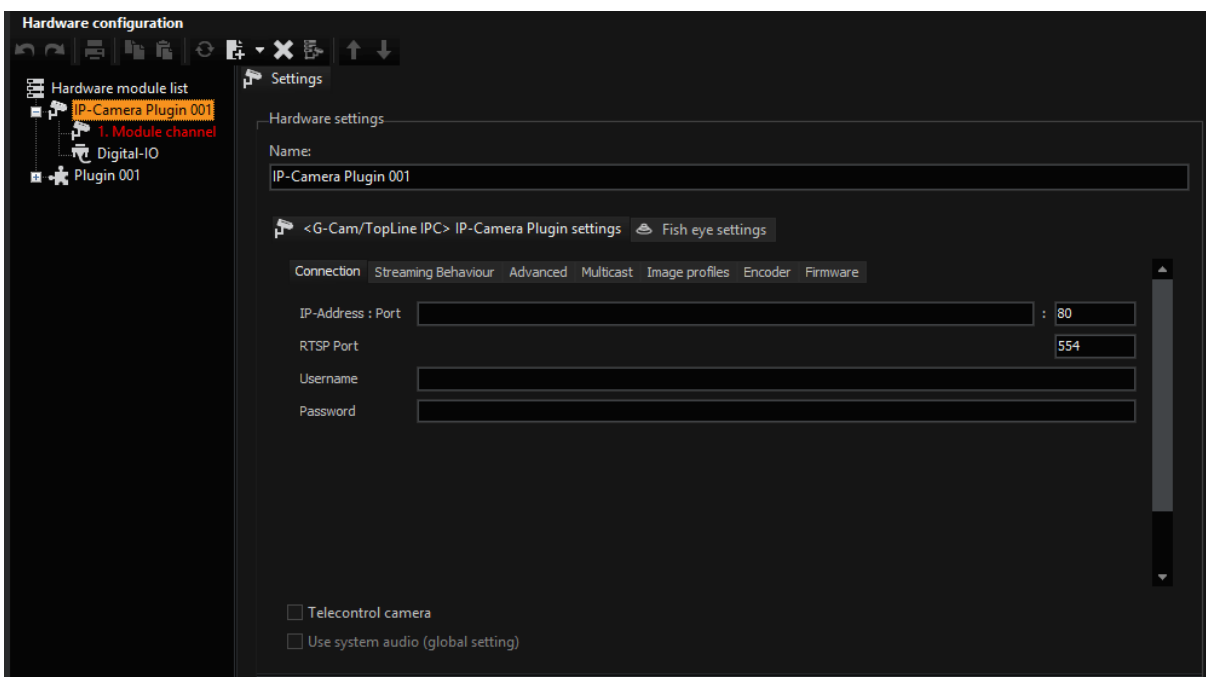 Hardware configuration
Hardware module list
IP-Camera Plugin 001
1. Module channel
Digital-IO
Plugin 001
Settings
Hardware settings
Name:
IP-Camera Plugin 001
<G-Cam/TopLine IPC> IP-Camera Plugin settings Fish eye settings
Connection Streaming Behaviour Advanced Multicast Image profiles Encoder Firmware
IP-Address : Port : 80
RTSP Port 554
Username
Password
Telecontrol camera
Use system audio (global setting)